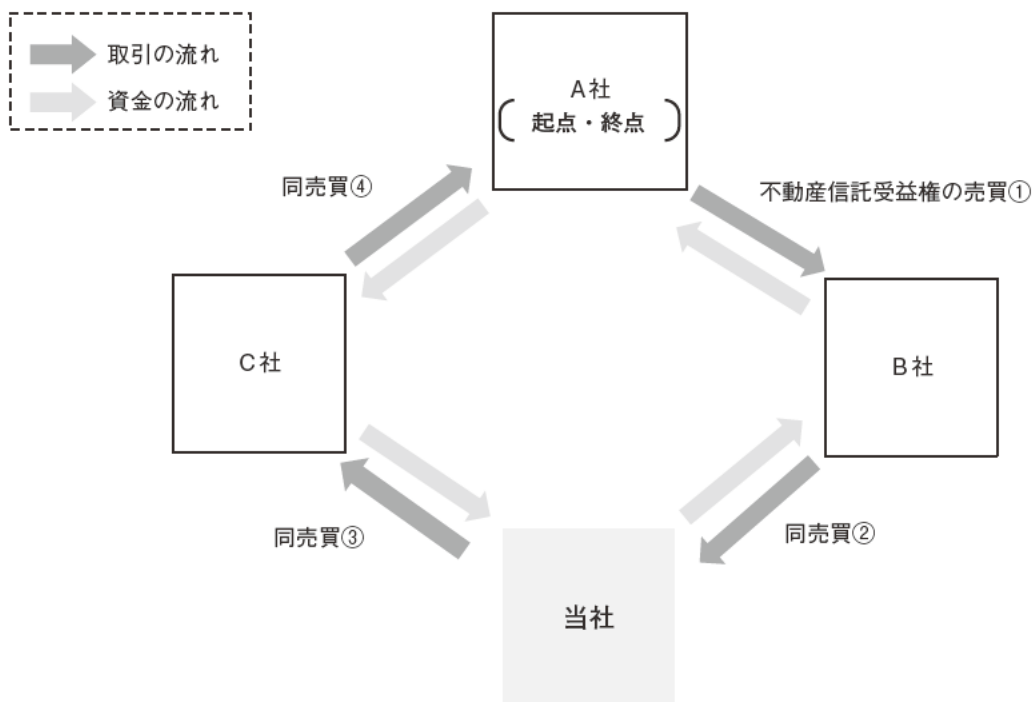 取引の流れ
資金の流れ
A社
(起点・終点)
同売買④
不動産信託受益権の売買①
C社
B社
同売買③
同売買②
当社